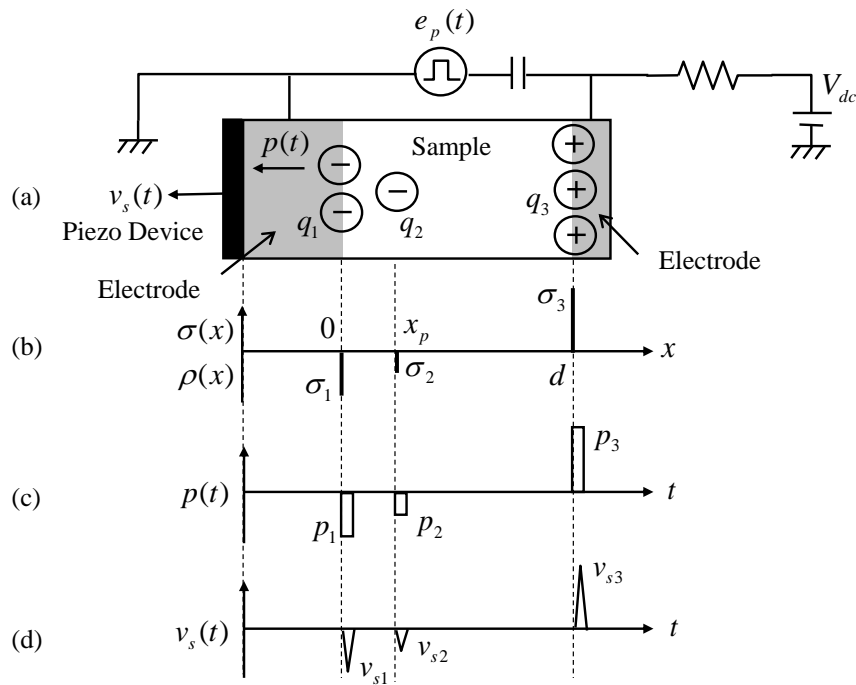 e_p(t)
V_dc
(a)
p(t)
Sample
+
−
−
+
v_s(t)
q_1
q_2
q_3
−
+
Piezo Device
Electrode
Electrode
(b)
σ(x)
0
x_p
σ_3
x
ρ(x)
σ_1
σ_2
d
(c)
p(t)
p_1
p_2
p_3
t
(d)
v_s(t)
v_s1
v_s2
v_s3
t